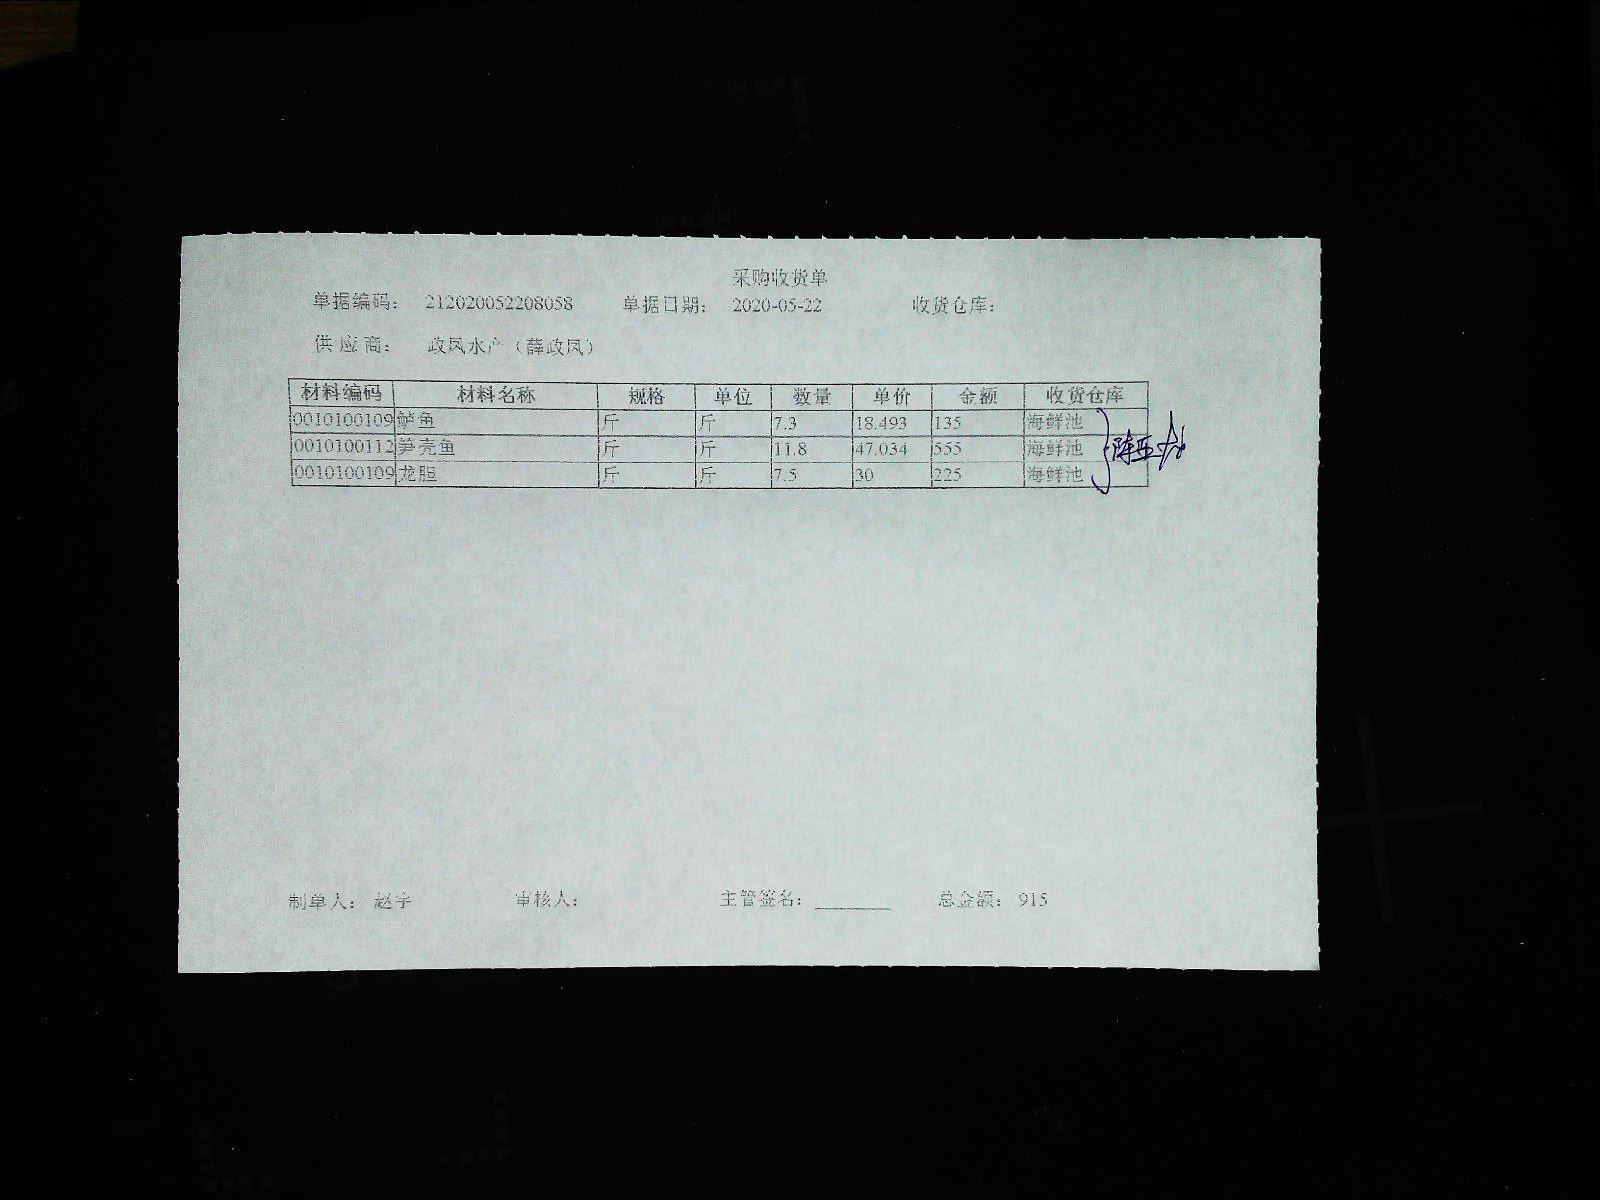 采购收货单
单据编码： 212020052208058 单据日期： 2020-05-22 收货仓库：
供应商： 政凤水产（薛政凤）
材料编码 材料名称 规格 单位 数量 单价 金额 收货仓库
0010100109 鲈鱼 斤 斤 7.3 18.493 135 海鲜池
0010100112 笋壳鱼 斤 斤 11.8 47.034 555 海鲜池
0010100109 龙胆 斤 斤 7.5 30 225 海鲜池
制单人： 赵宇 审核人： 主管签名： 总金额： 915